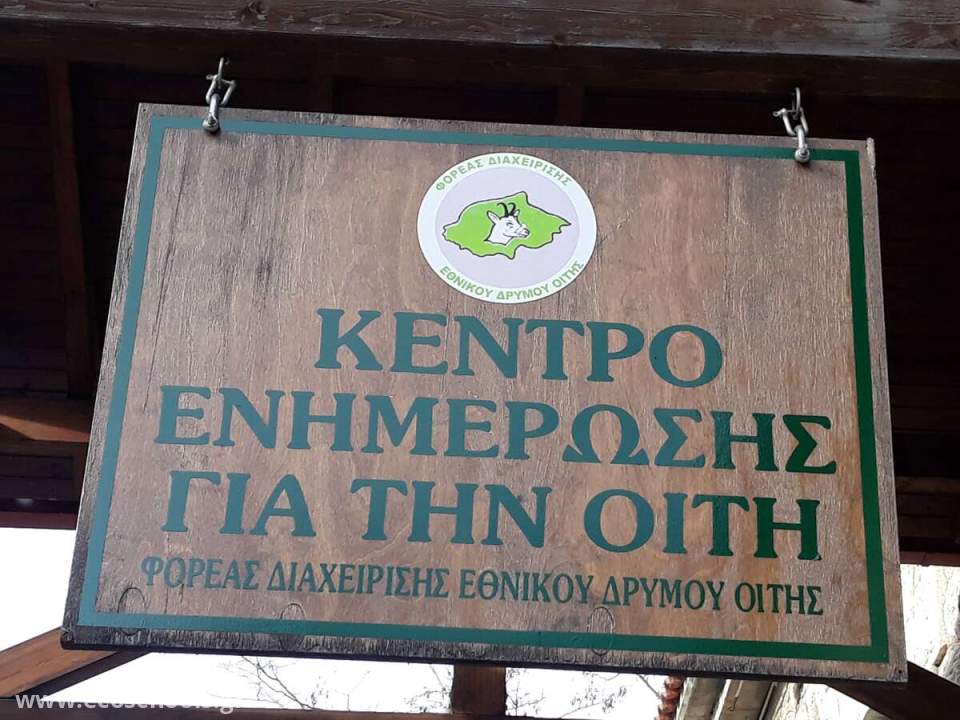 ΦΟΡΕΑΣ ΔΙΑΧΕΙΡΙΣΗΣ
ΕΘΝΙΚΟΥ ΔΡΥΜΟΥ ΟΙΤΗΣ
ΚΕΝΤΡΟ
ΕΝΗΜΕΡΩΣΗΣ
ΓΙΑ ΤΗΝ ΟΙΤΗ
ΦΟΡΕΑΣ ΔΙΑΧΕΙΡΙΣΗΣ ΕΘΝΙΚΟΥ ΔΡΥΜΟΥ ΟΙΤΗΣ